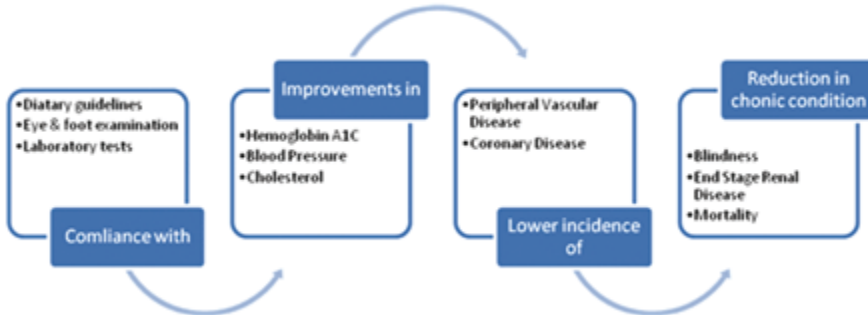 •Diatary guidelines
•Eye & foot examination
•Laboratory tests
Comliance with
Improvements in
•Hemoglobin A1C
•Blood Pressure
•Cholesterol
•Peripheral Vascular
Disease
•Coronary Disease
Lower incidence
of
Reduction in
chonic condition
•Blindness
•End Stage Renal
Disease
•Mortality